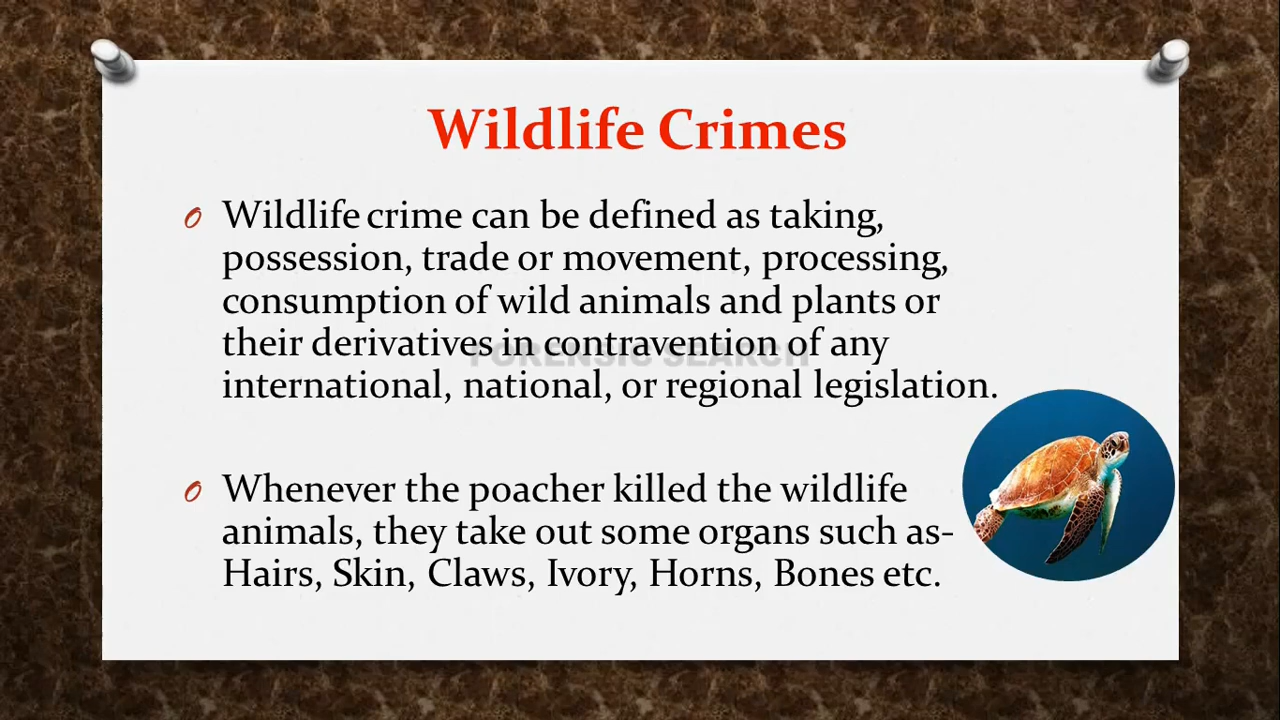 Wildlife Crimes
Wildlife crime can be defined as taking,
possession, trade or movement, processing,
consumption of wild animals and plants or
their derivatives in contravention of any
FORENSIC SEARCH
international, national, or regional legislation.
Whenever the poacher killed the wildlife
animals, they take out some organs such as-
Hairs, Skin, Claws, Ivory, Horns, Bones etc.